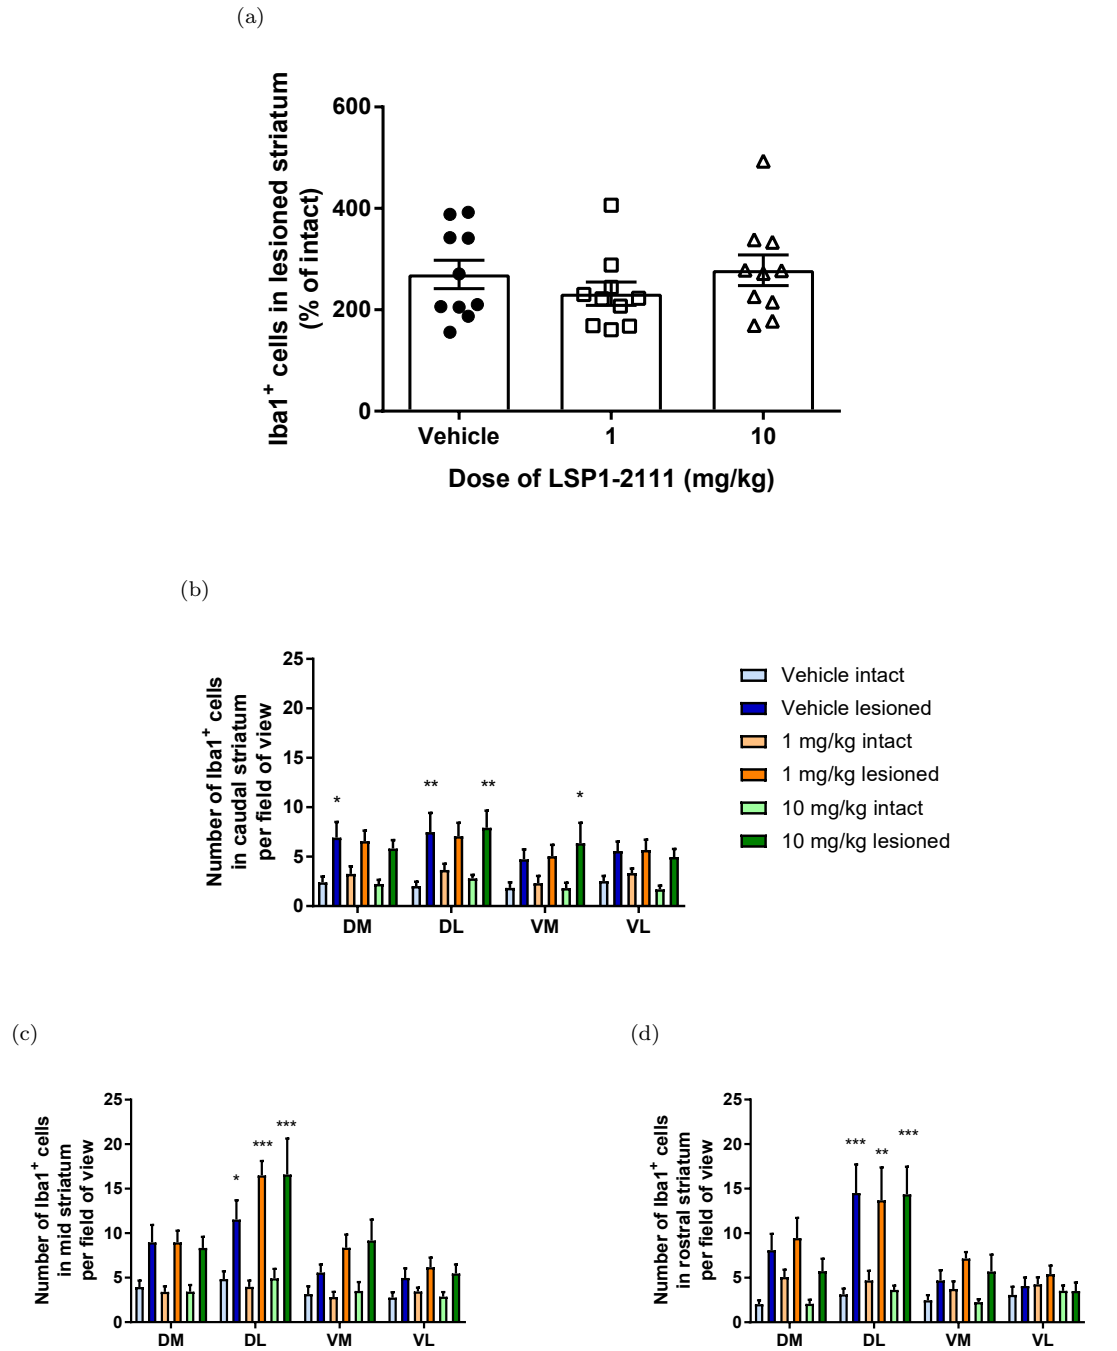 (a)
Iba1+ cells in lesioned striatum
(% of intact)
600
400
200
0
Vehicle 1 10
Dose of LSP1-2111 (mg/kg)
(b)
Number of Iba1+ cells
in caudal striatum
per field of view
25
20
15
10
5
0
* ** ** *
DM DL VM VL
Vehicle intact
Vehicle lesioned
1 mg/kg intact
1 mg/kg lesioned
10 mg/kg intact
10 mg/kg lesioned
(c)
Number of Iba1+ cells
in mid striatum
per field of view
25
20
15
10
5
0
* *** ***
DM DL VM VL
(d)
Number of Iba1+ cells
in rostral striatum
per field of view
25
20
15
10
5
0
*** ** ***
DM DL VM VL